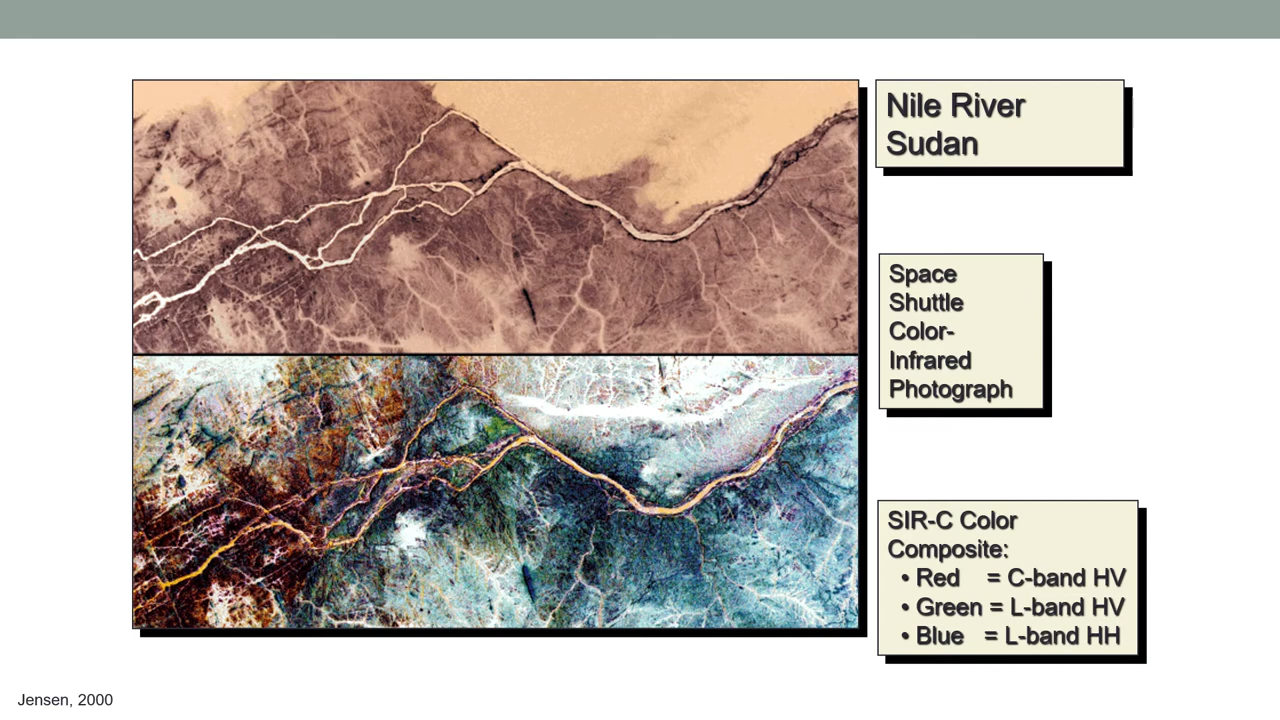 Nile River
Sudan
Space
Shuttle
Color-
Infrared
Photograph
SIR-C Color
Composite:
• Red = C-band HV
• Green = L-band HV
• Blue = L-band HH
Jensen, 2000